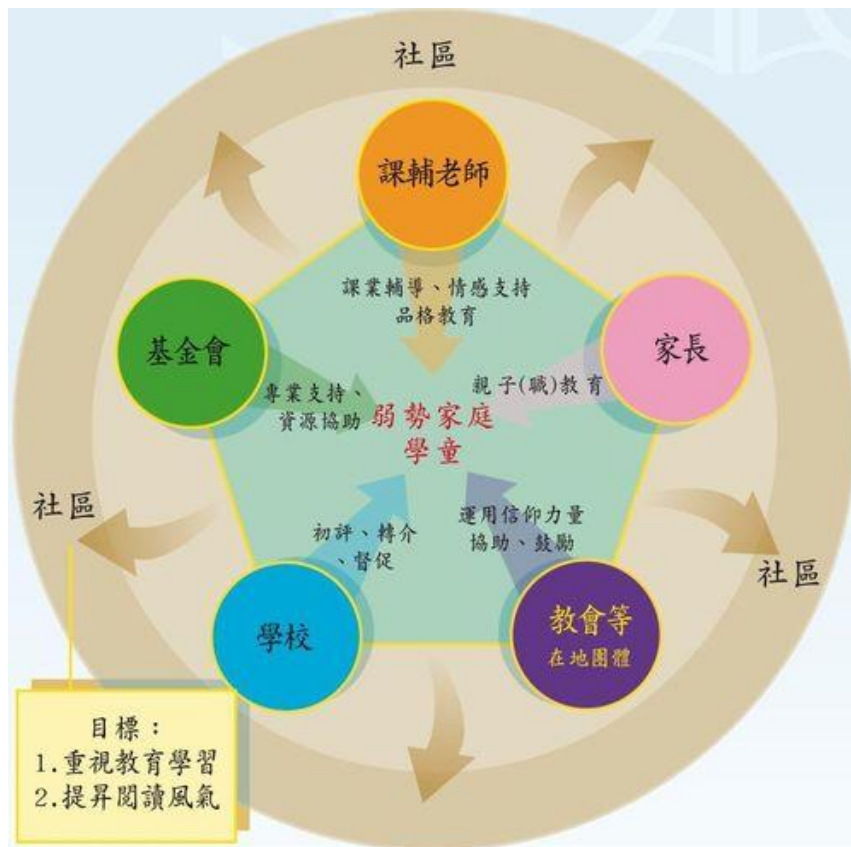 社區
課輔老師
課業輔導、情感支持
品格教育
基金會
家長
專業支持、
資源協助
親子(職)教育
弱勢家庭
學童
社區
初評、轉介
、督促
運用信仰力量
協助、鼓勵
社區
學校
教會等
在地團體
目標：
1.重視教育學習
2.提昇閱讀風氣